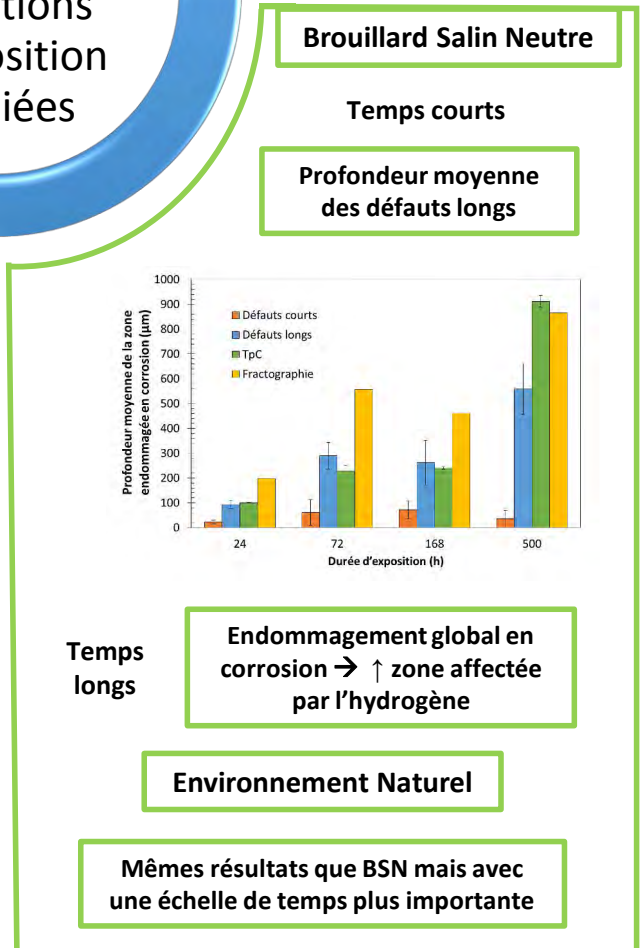 tions
osition
iées
Brouillard Salin Neutre
Temps courts
Profondeur moyenne
des défauts longs
Profondeur moyenne de la zone
endommagée en corrosion (µm)
1000
900
800
700
600
500
400
300
200
100
0
Défauts courts
Défauts longs
TpC
Fractographie
24 72 168 500
Durée d'exposition (h)
Temps
longs
Endommagement global en
corrosion → ↑ zone affectée
par l'hydrogène
Environnement Naturel
Mêmes résultats que BSN mais avec
une échelle de temps plus importante